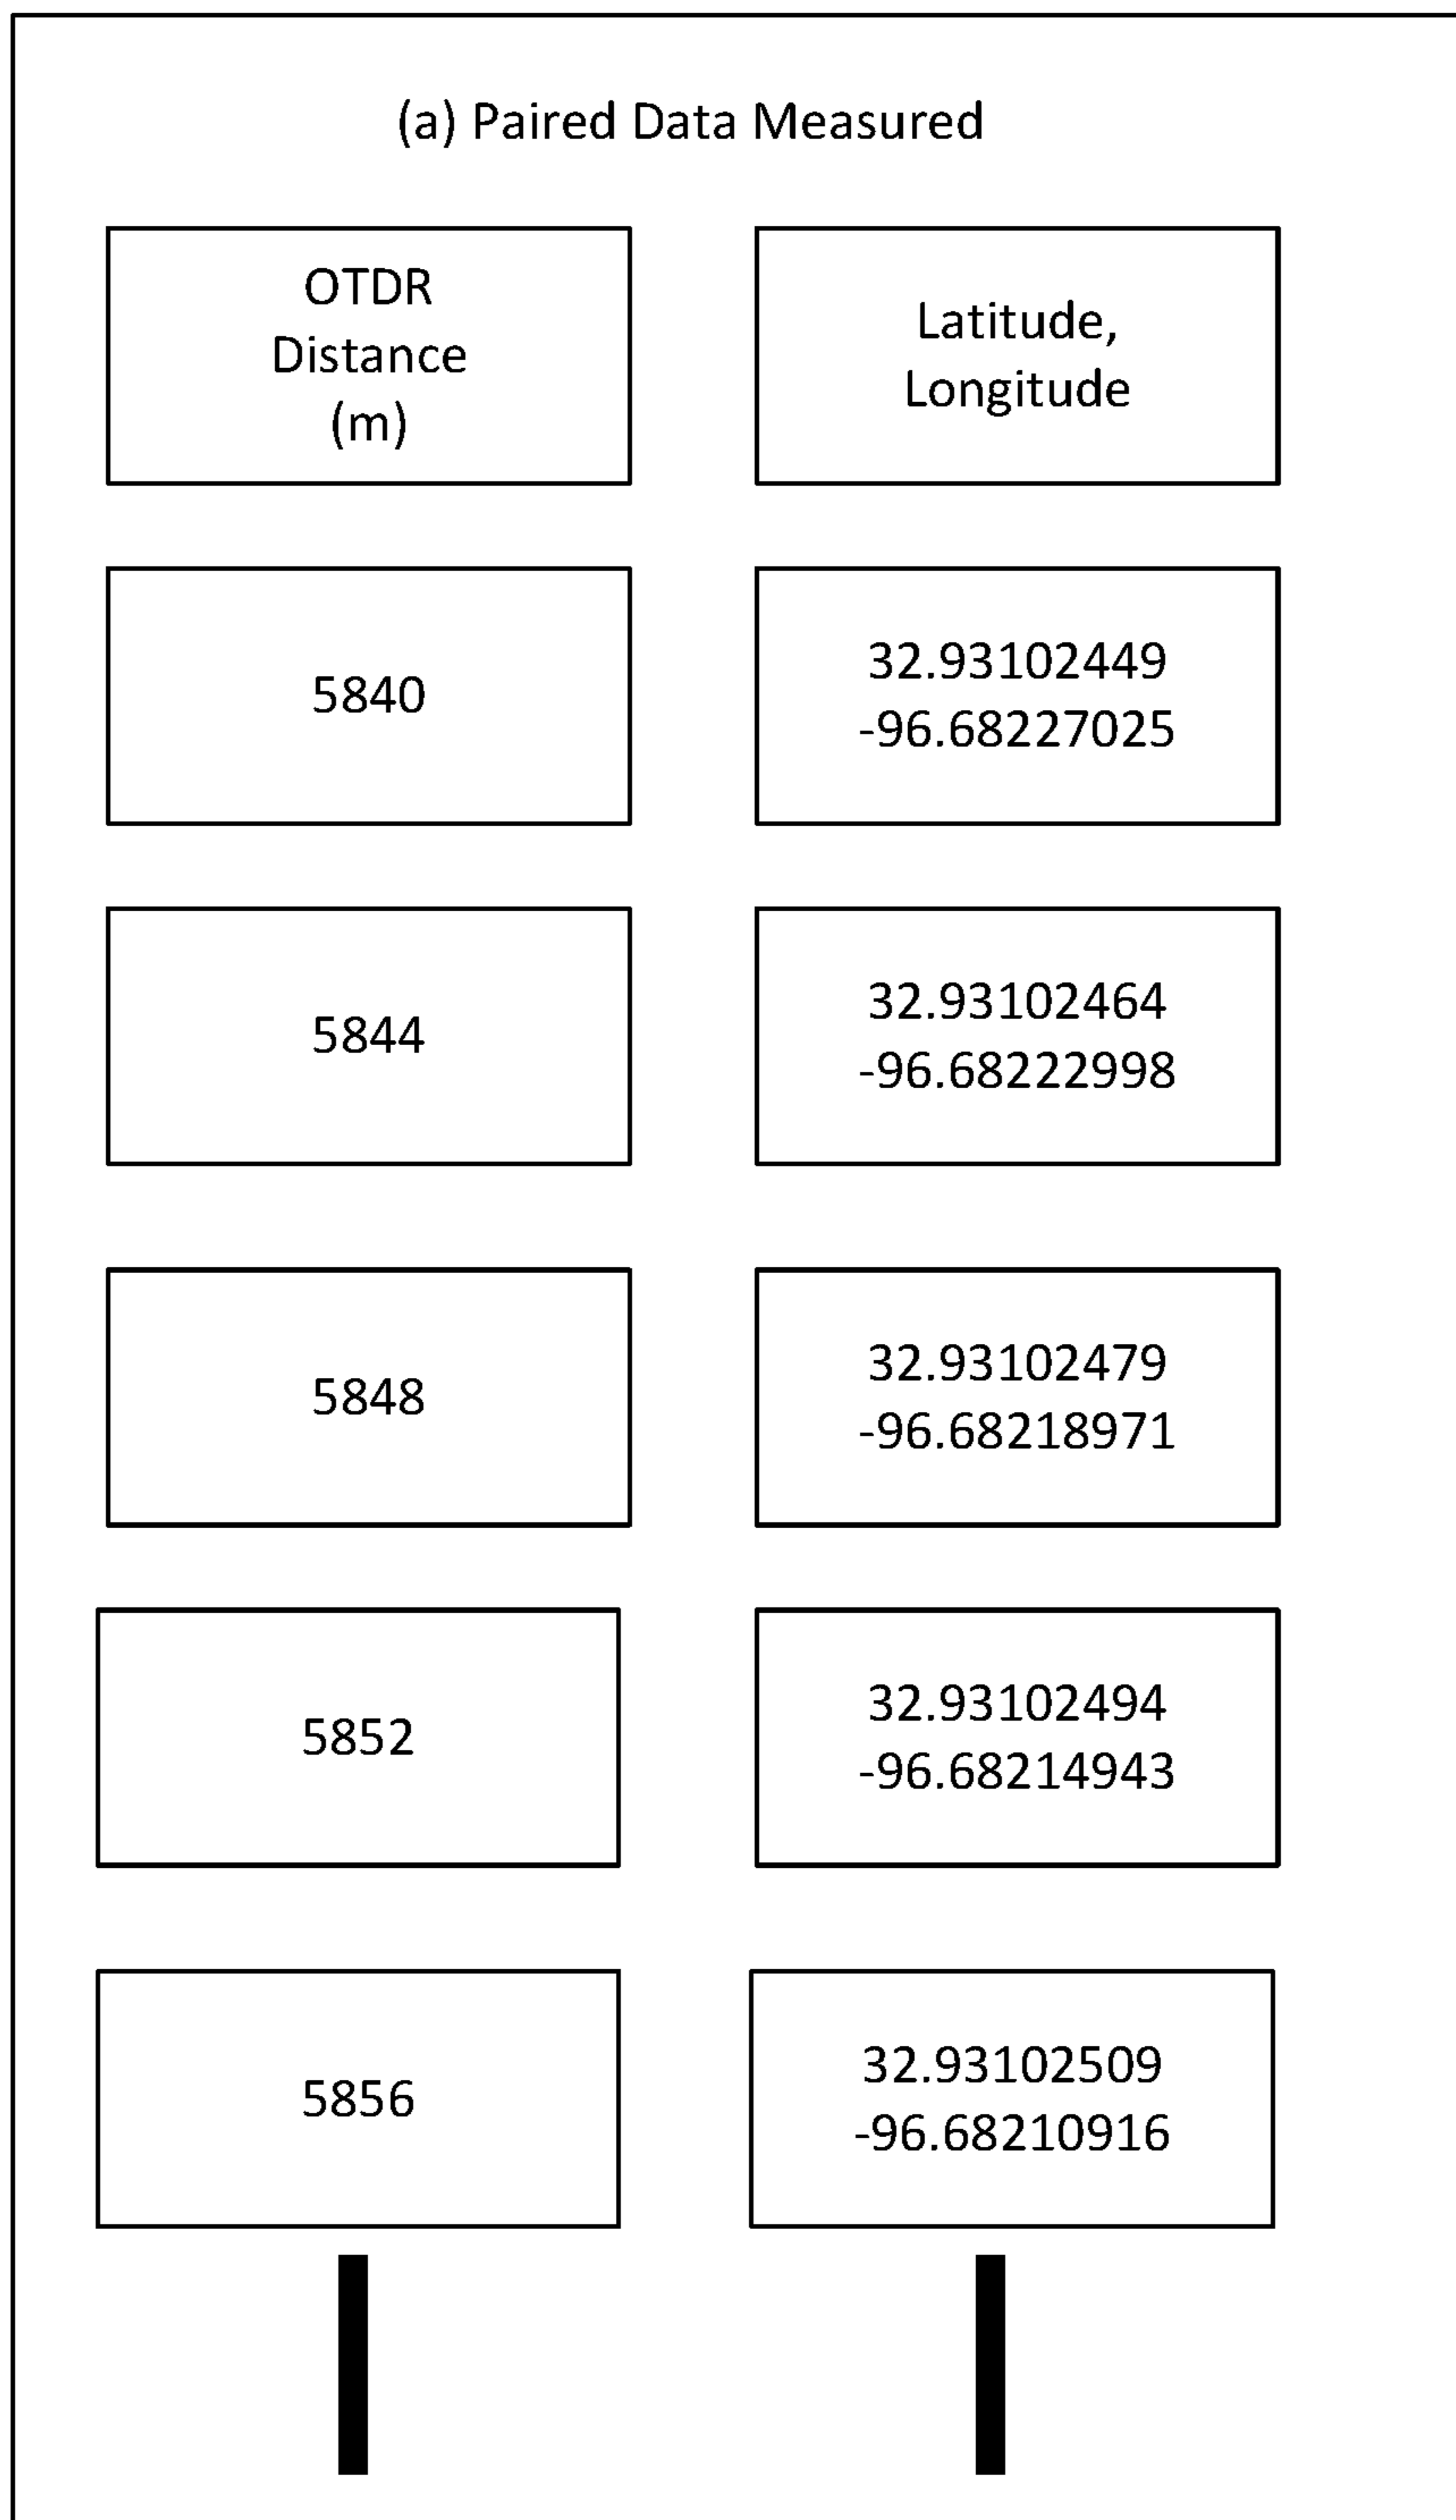 (a) Paired Data Measured
OTDR
Distance
(m)
Latitude,
Longitude
5840
32.93102449
-96.68227025
5844
32.93102464
-96.68222998
5848
32.93102479
-96.68218971
5852
32.93102494
-96.68214943
5856
32.93102509
-96.68210916